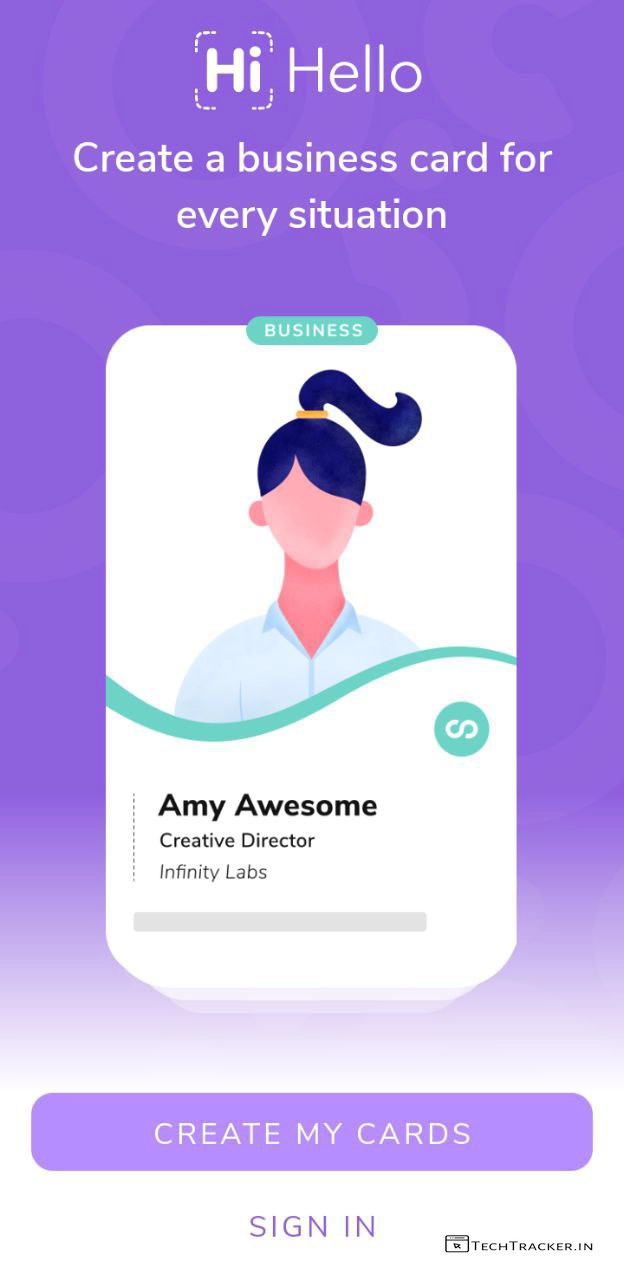 Hi Hello
Create a business card for
every situation
BUSINESS
Amy Awesome
Creative Director
Infinity Labs
CREATE MY CARDS
SIGN IN
TECHTRACKER.IN